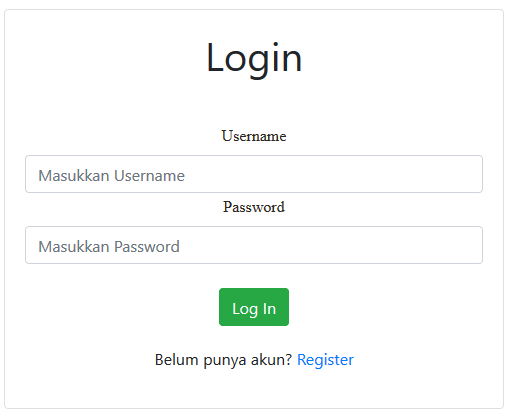 Login
Username
Masukkan Username
Password
Masukkan Password
Log In
Belum punya akun? Register